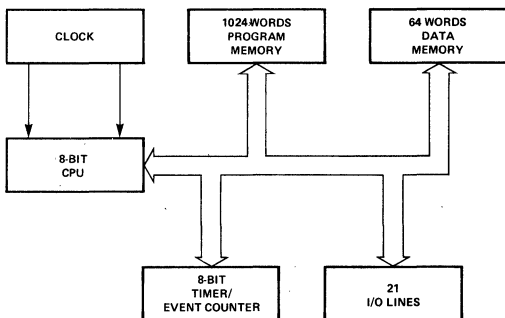 CLOCK
1024 WORDS
PROGRAM
MEMORY
64 WORDS
DATA
MEMORY
8-BIT
CPU
8-BIT
TIMER/
EVENT COUNTER
21
I/O LINES